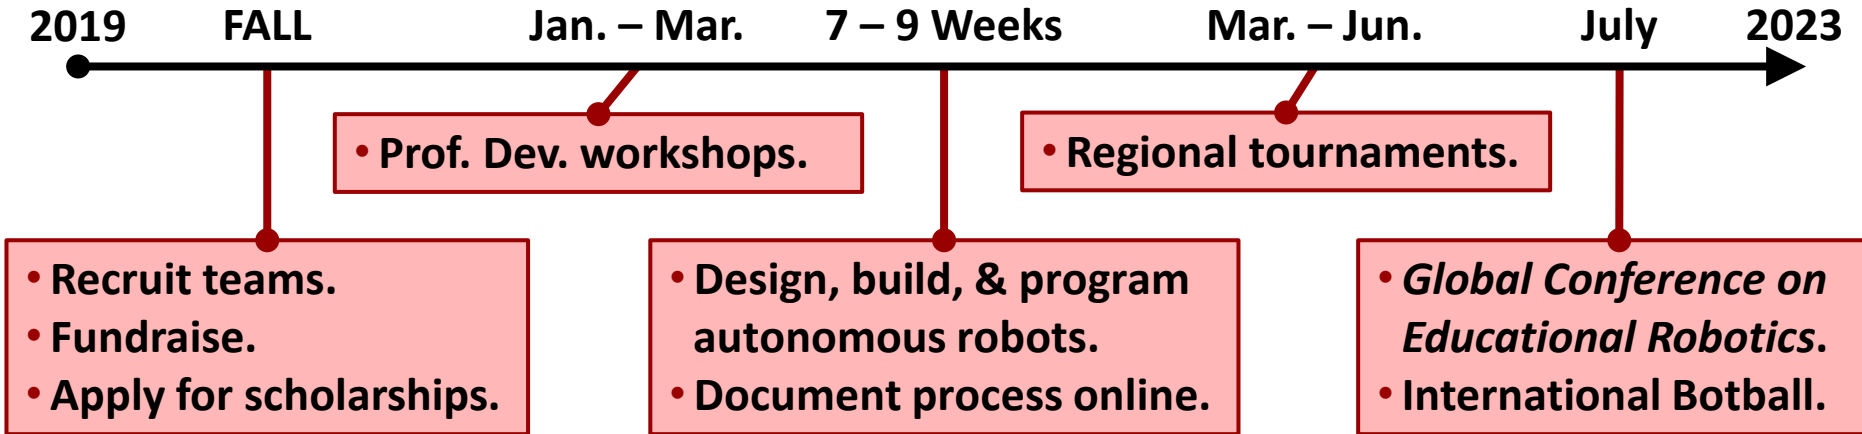 2019 FALL Jan. – Mar. 7 – 9 Weeks Mar. – Jun. July 2023
• Prof. Dev. workshops.
• Regional tournaments.
• Recruit teams.
• Fundraise.
• Apply for scholarships.
• Design, build, & program
autonomous robots.
• Document process online.
• Global Conference on
Educational Robotics.
• International Botball.